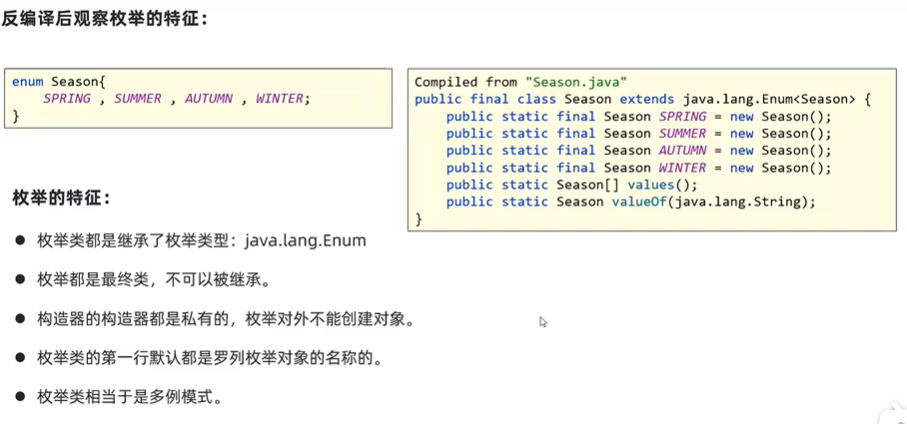 反编译后观察枚举的特征：
enum Season{
SPRING , SUMMER , AUTUMN , WINTER;
}
Compiled from "Season.java"
public final class Season extends java.lang.Enum<Season> {
public static final Season SPRING = new Season();
public static final Season SUMMER = new Season();
public static final Season AUTUMN = new Season();
public static final Season WINTER = new Season();
public static Season[] values();
public static Season valueOf(java.lang.String);
}
枚举的特征：
● 枚举类都是继承了枚举类型：java.lang.Enum
● 枚举都是最终类，不可以被继承。
● 构造器的构造器都是私有的，枚举对外不能创建对象。
● 枚举类的第一行默认都是罗列枚举对象的名称的。
● 枚举类相当于是多例模式。